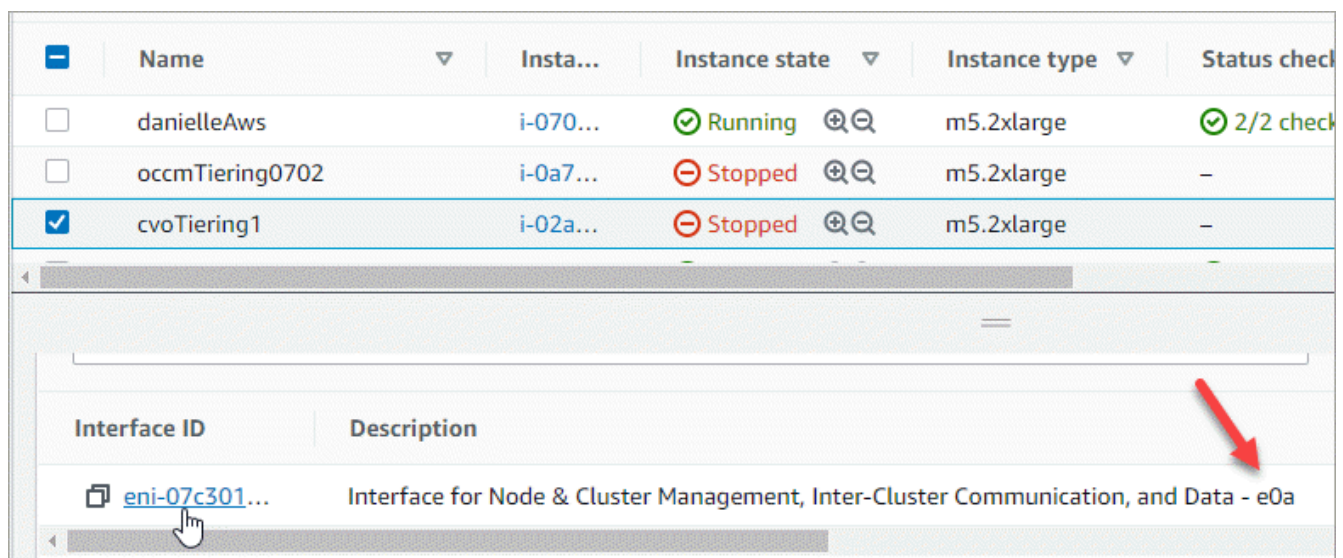 Name Insta... Instance state Instance type Status check
danielleAws i-070... Running m5.2xlarge 2/2 check
occmTiering0702 i-0a7... Stopped m5.2xlarge –
cvoTiering1 i-02a... Stopped m5.2xlarge –
Interface ID Description
eni-07c301... Interface for Node & Cluster Management, Inter-Cluster Communication, and Data - e0a